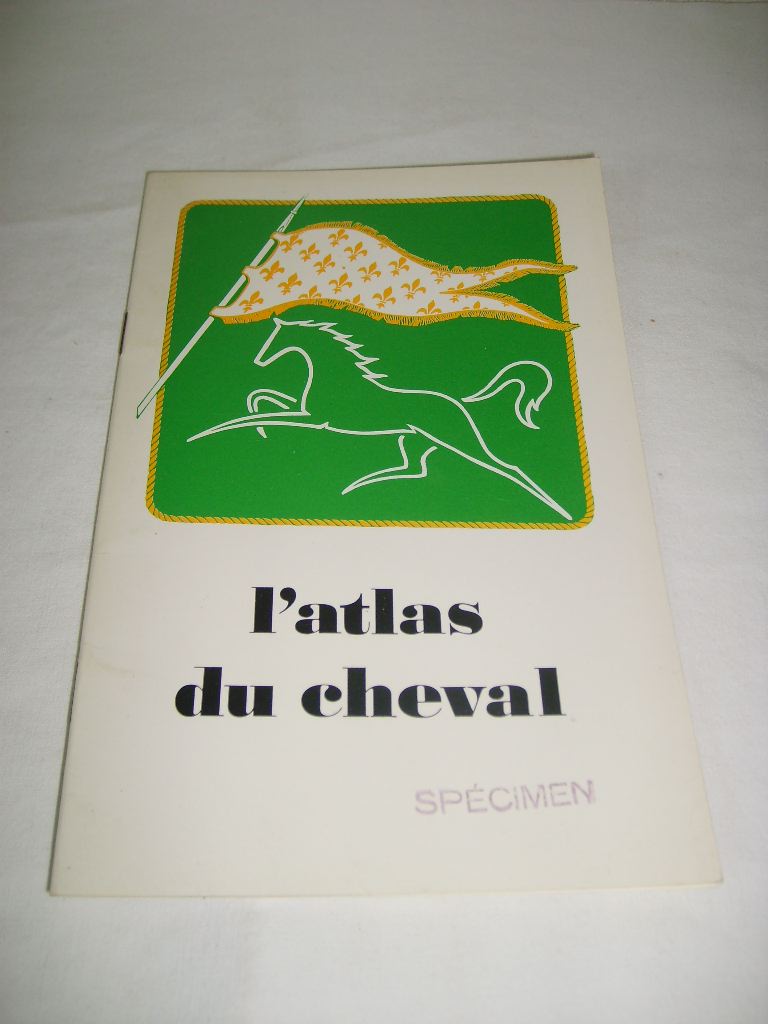 l'atlas
du cheval
SPÉCIMEN